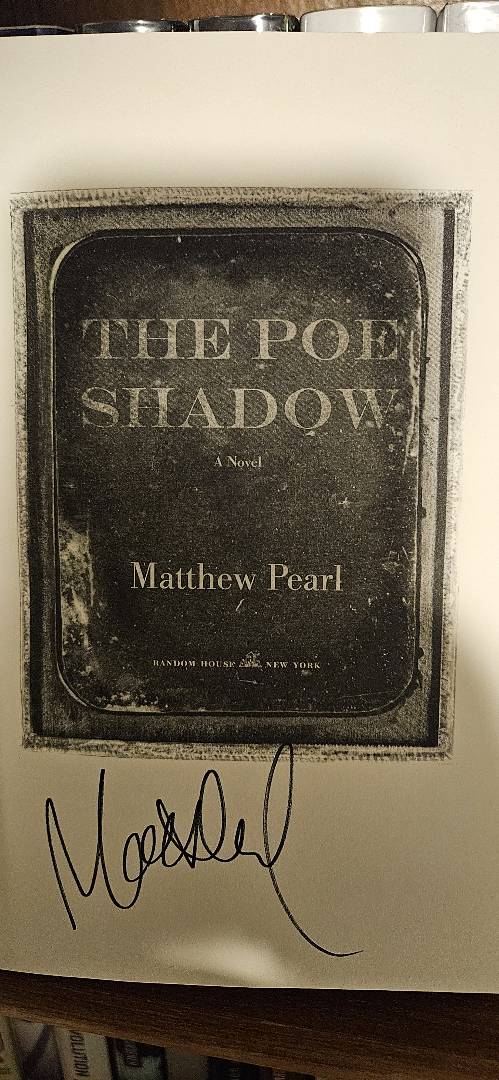 THE POE
SHADOW
A Novel
Matthew Pearl
RANDOM HOUSE NEW YORK